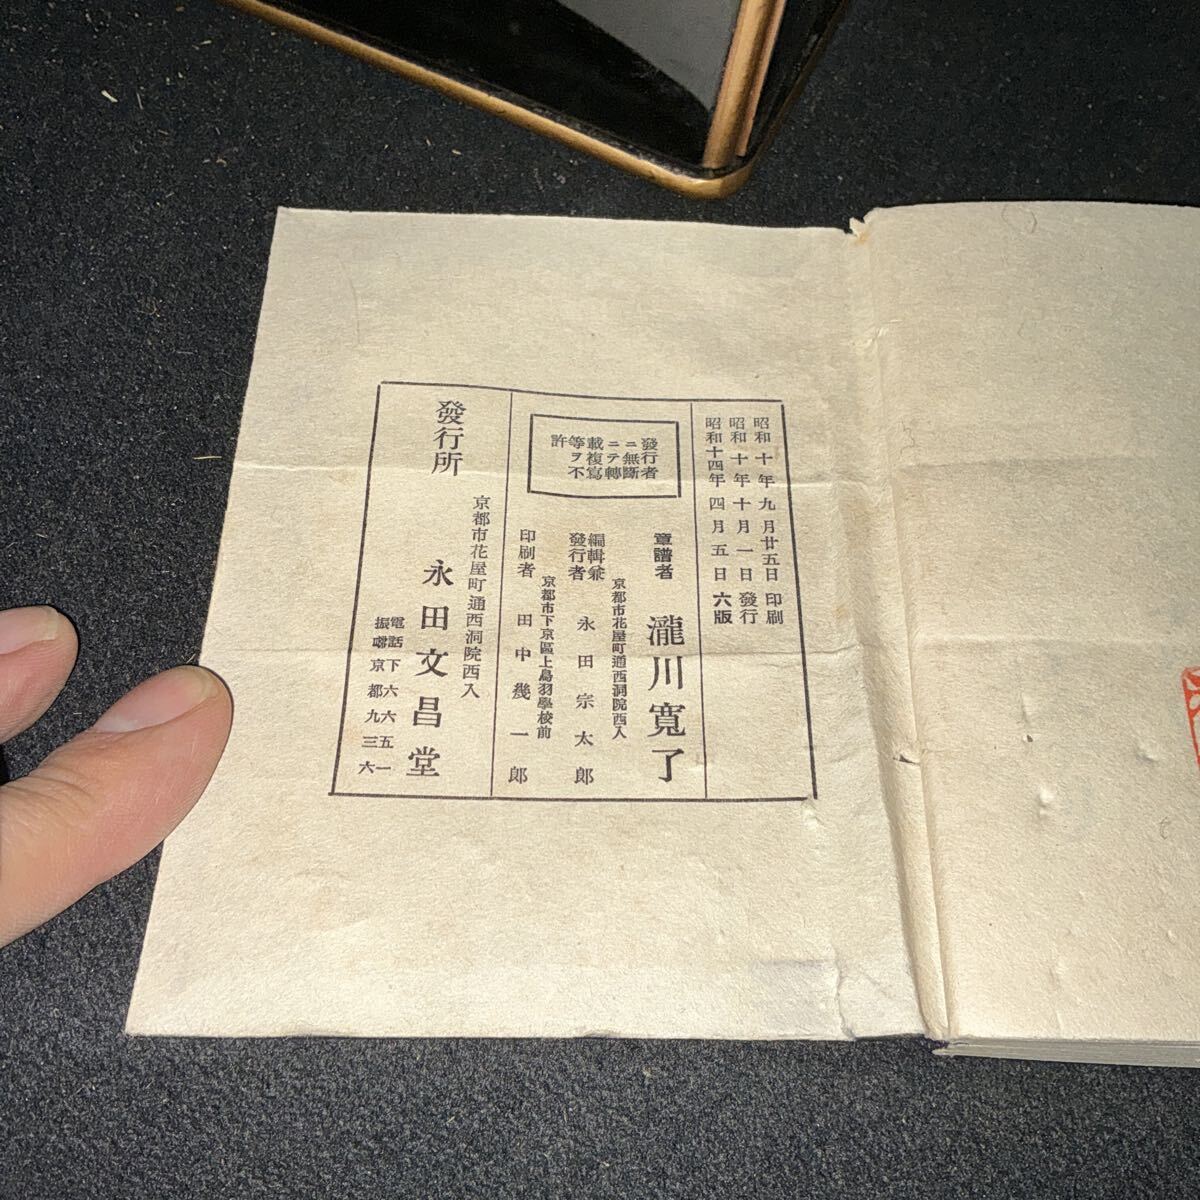 昭和十年九月廿五日印刷
昭和十年十月一日發行
昭和十四年四月五日六版
發行者
ニ無斷
ニテ轉
載複寫
等ヲ不
許
章譜者　瀧川寬了
京都市花屋町通西洞院西入
編輯兼
發行者　永田宗太郎
京都市下京區上鳥羽學校前
印刷者　田中幾一郎
京都市花屋町通西洞院西入
發行所　永田文昌堂
電話下六六五一
振替京都九三六